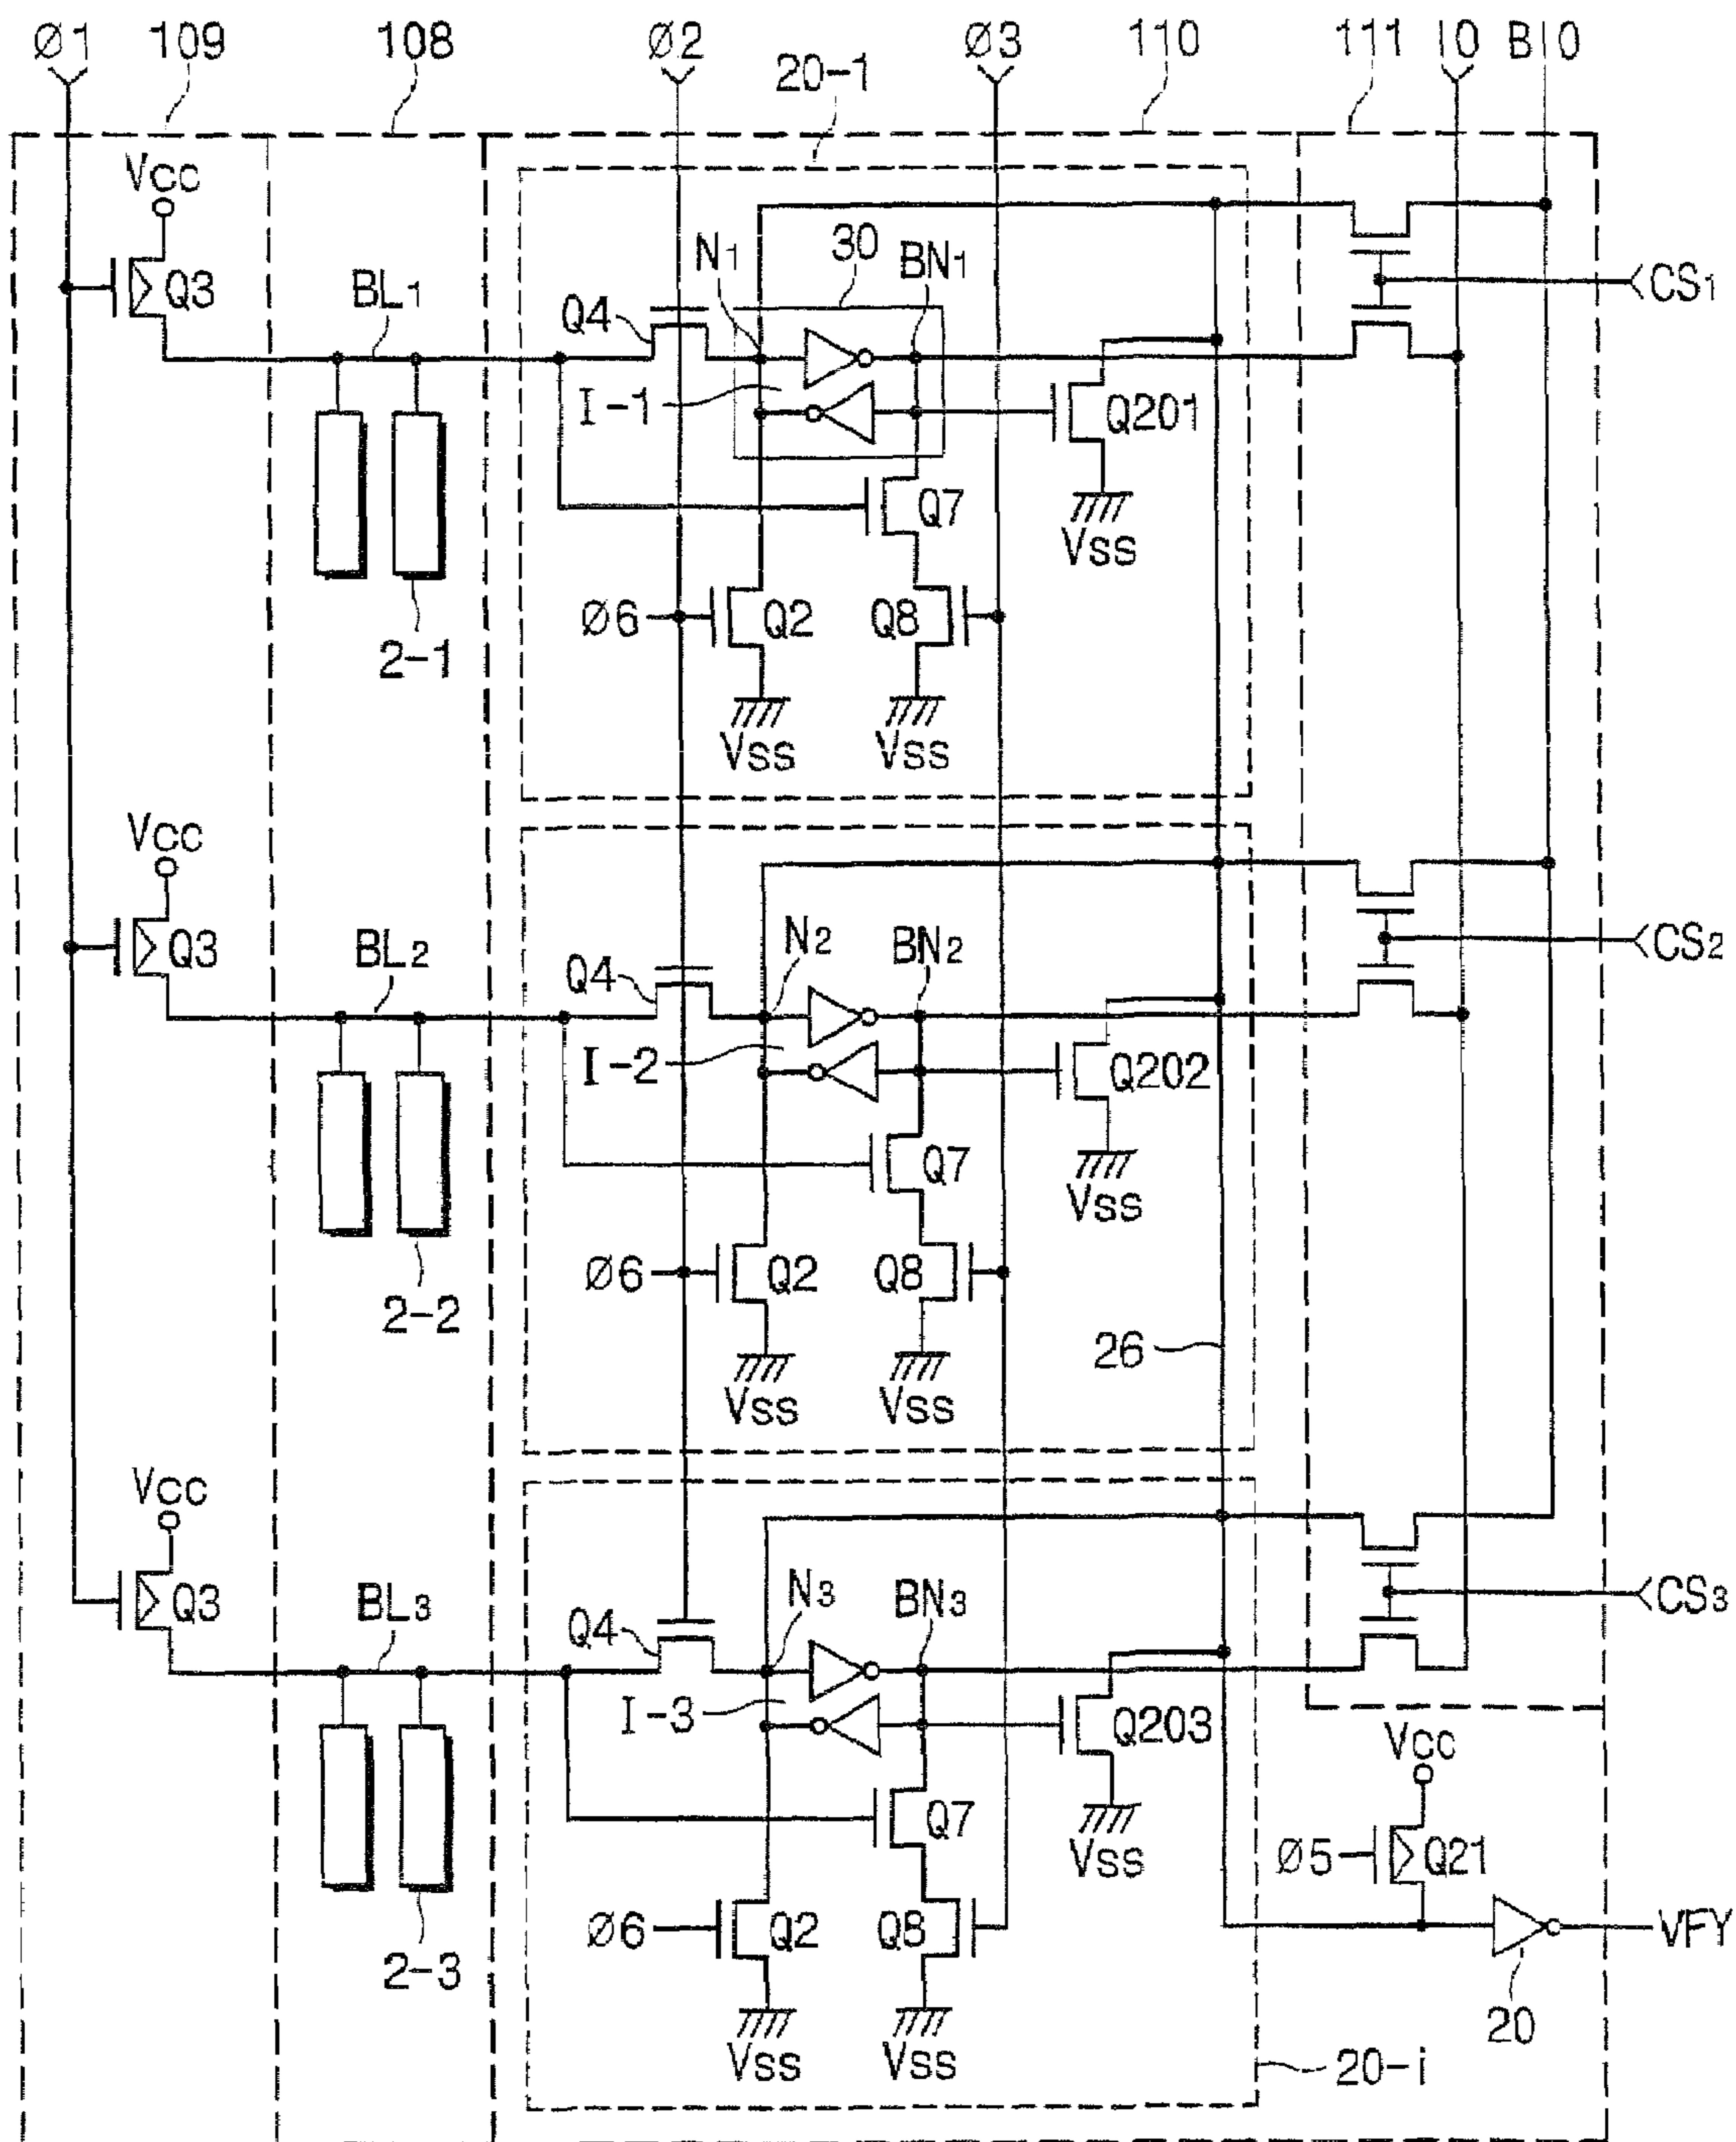 Ø1 109 108 Ø2 Ø3 110 111 IO BIO
20-1
Vcc
N1 30 BN1
Q3 BL1 Q4 CS1
I-1 Q201
Q7
Vss
Ø6 Q2 Q8
2-1
Vss Vss
Vcc
Q3 BL2 Q4 N2 BN2 CS2
I-2 Q202
Q7
Vss
Ø6 Q2 Q8
2-2
26
Vss Vss
Vcc
Q3 BL3 Q4 N3 BN3 CS3
I-3 Q203
Vcc
Q7
Vss
Ø5 Q21
Ø6 Q2 Q8 VFY
2-3
20
Vss Vss
20-i